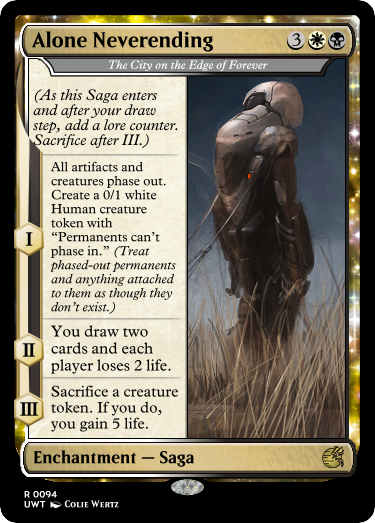 Alone Neverending 3
The City on the Edge of Forever
(As this Saga enters
and after your draw
step, add a lore counter.
Sacrifice after III.)
I
All artifacts and
creatures phase out.
Create a 0/1 white
Human creature
token with
“Permanents can’t
phase in.” (Treat
phased-out permanents
and anything attached
to them as though they
don’t exist.)
II
You draw two
cards and each
player loses 2 life.
III
Sacrifice a creature
token. If you do,
you gain 5 life.
Enchantment — Saga
R 0094
UWT Colie Wertz